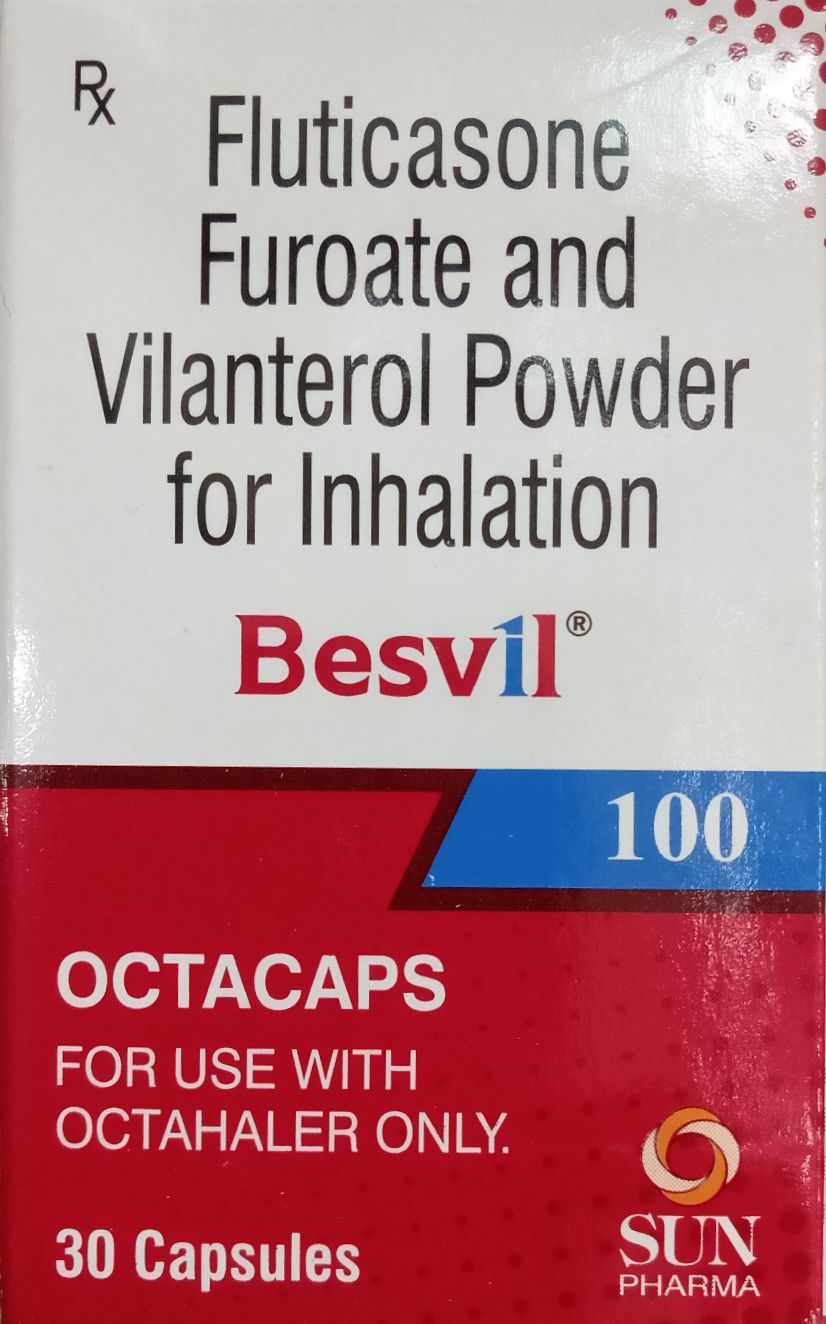 Rx
Fluticasone
Furoate and
Vilanterol Powder
for Inhalation
Besvil®
100
OCTACAPS
FOR USE WITH
OCTAHALER ONLY.
30 Capsules
SUN
PHARMA